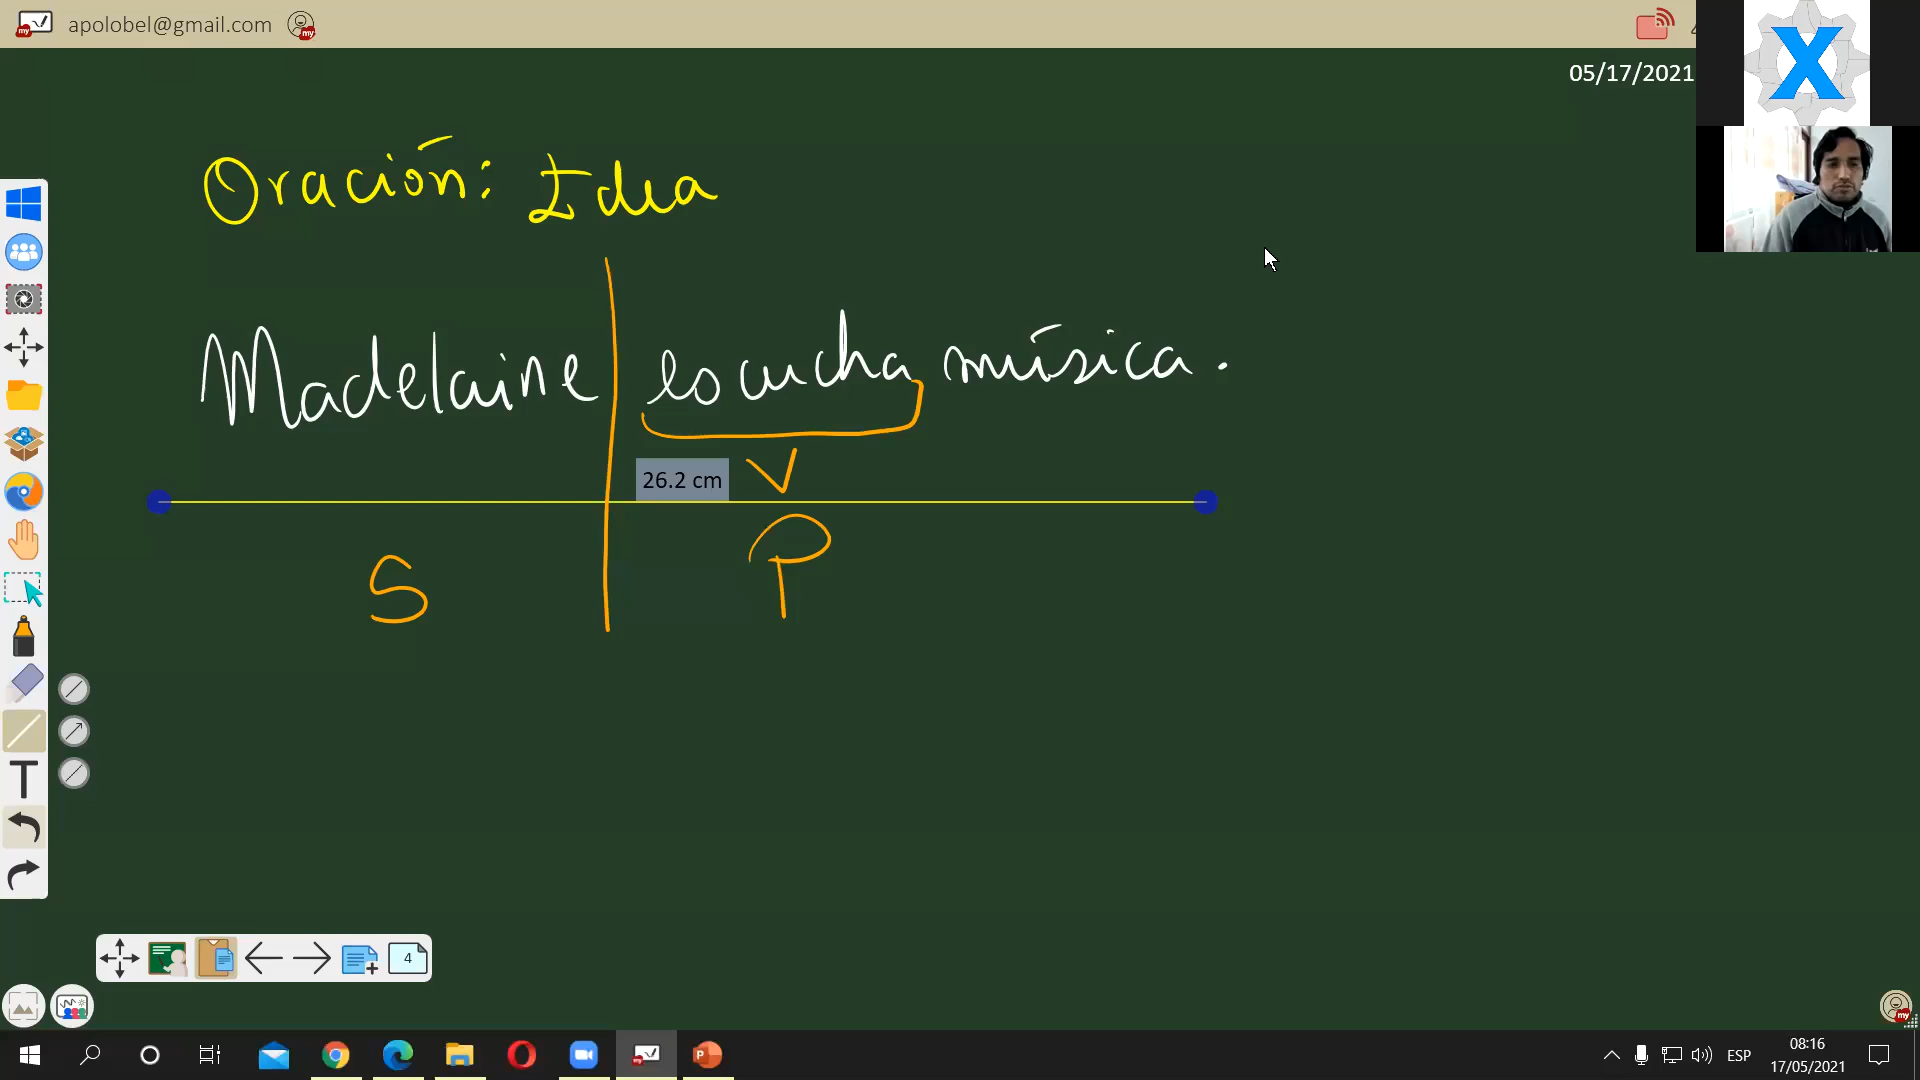 apolobel@gmail.com
05/17/2021
X
Oración: Idea
Madelaine escucha música.
26.2 cm
V
S
P
T
4
ESP
08:16
17/05/2021